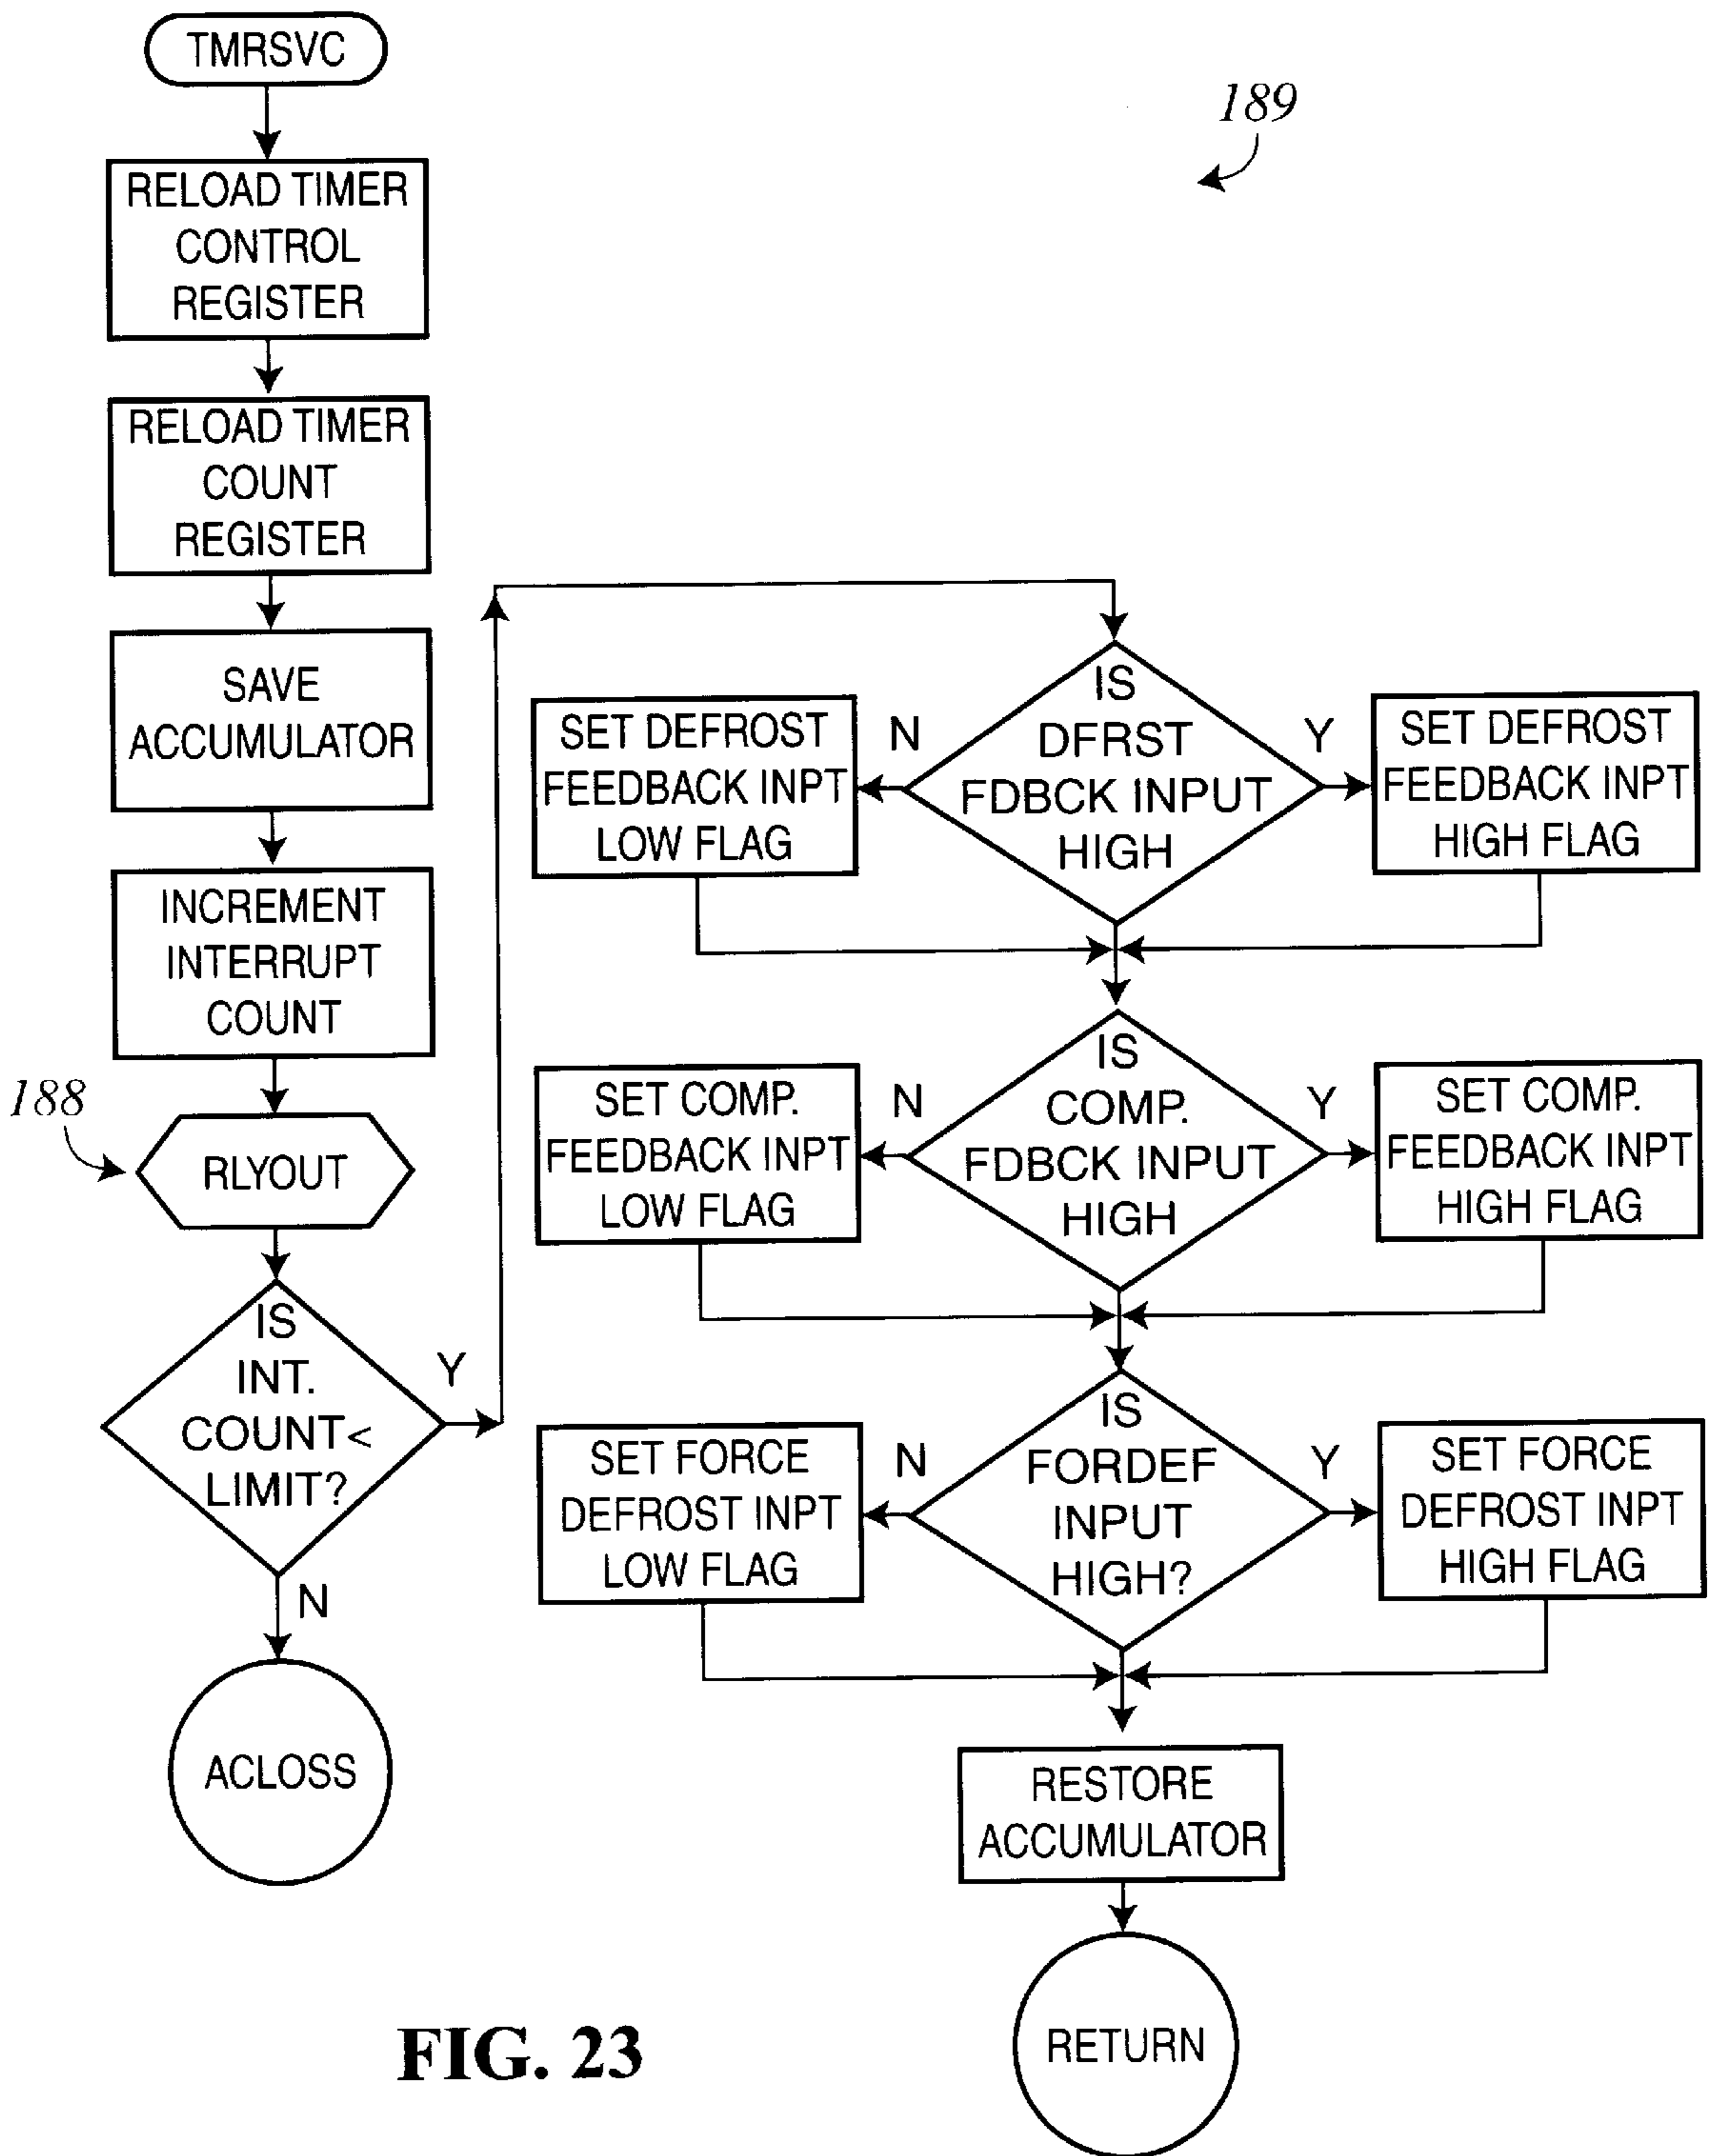 TMRSVC
189
RELOAD TIMER
CONTROL
REGISTER
RELOAD TIMER
COUNT
REGISTER
SAVE
ACCUMULATOR
INCREMENT
INTERRUPT
COUNT
188
RLYOUT
IS
INT.
COUNT<
LIMIT?
Y
N
ACLOSS
IS
DFRST
FDBCK INPUT
HIGH
N
SET DEFROST
FEEDBACK INPT
LOW FLAG
Y
SET DEFROST
FEEDBACK INPT
HIGH FLAG
IS
COMP.
FDBCK INPUT
HIGH
N
SET COMP.
FEEDBACK INPT
LOW FLAG
Y
SET COMP.
FEEDBACK INPT
HIGH FLAG
IS
FORDEF
INPUT
HIGH?
N
SET FORCE
DEFROST INPT
LOW FLAG
Y
SET FORCE
DEFROST INPT
HIGH FLAG
RESTORE
ACCUMULATOR
RETURN
FIG. 23